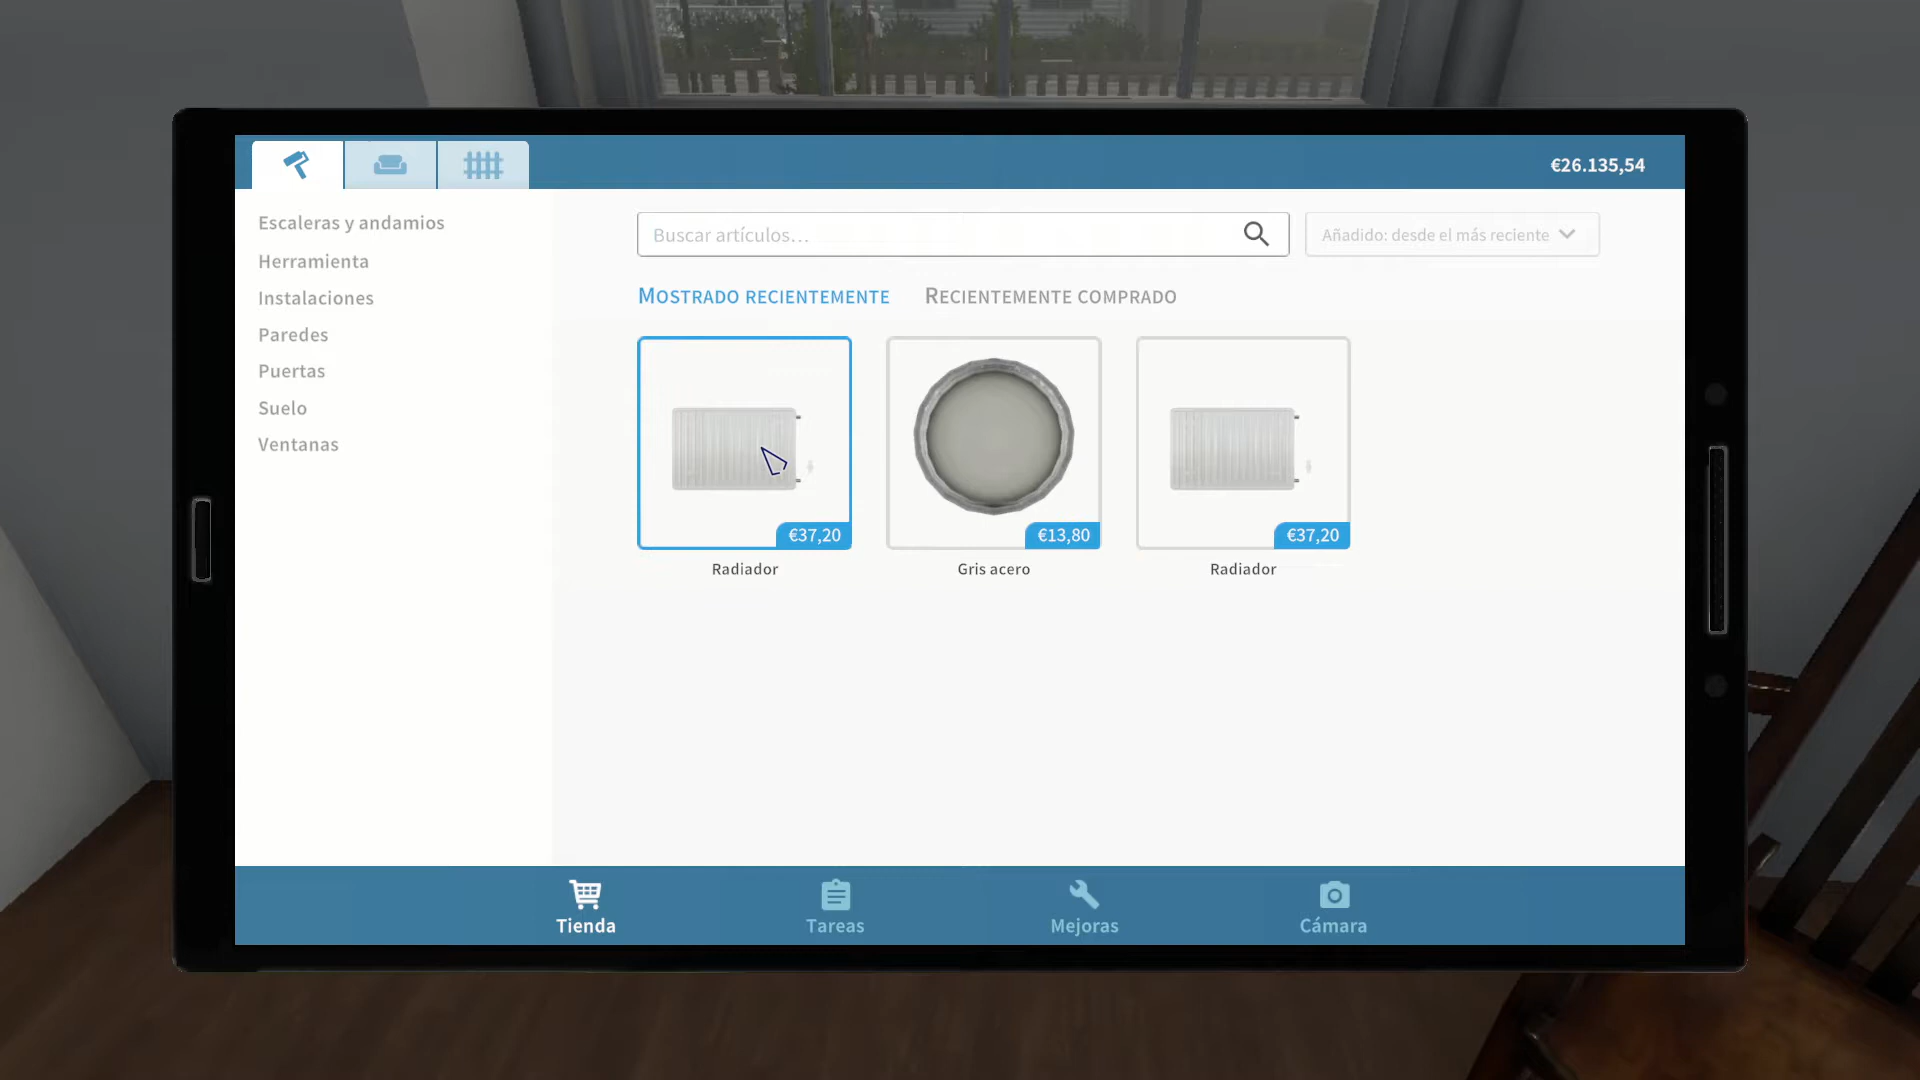 €26.135,54
Escaleras y andamios
Herramienta
Instalaciones
Paredes
Puertas
Suelo
Ventanas
Buscar artículos...
Añadido: desde el más reciente
MOSTRADO RECIENTEMENTE
RECIENTEMENTE COMPRADO
€37,20
€13,80
€37,20
Radiador
Gris acero
Radiador
Tienda
Tareas
Mejoras
Cámara